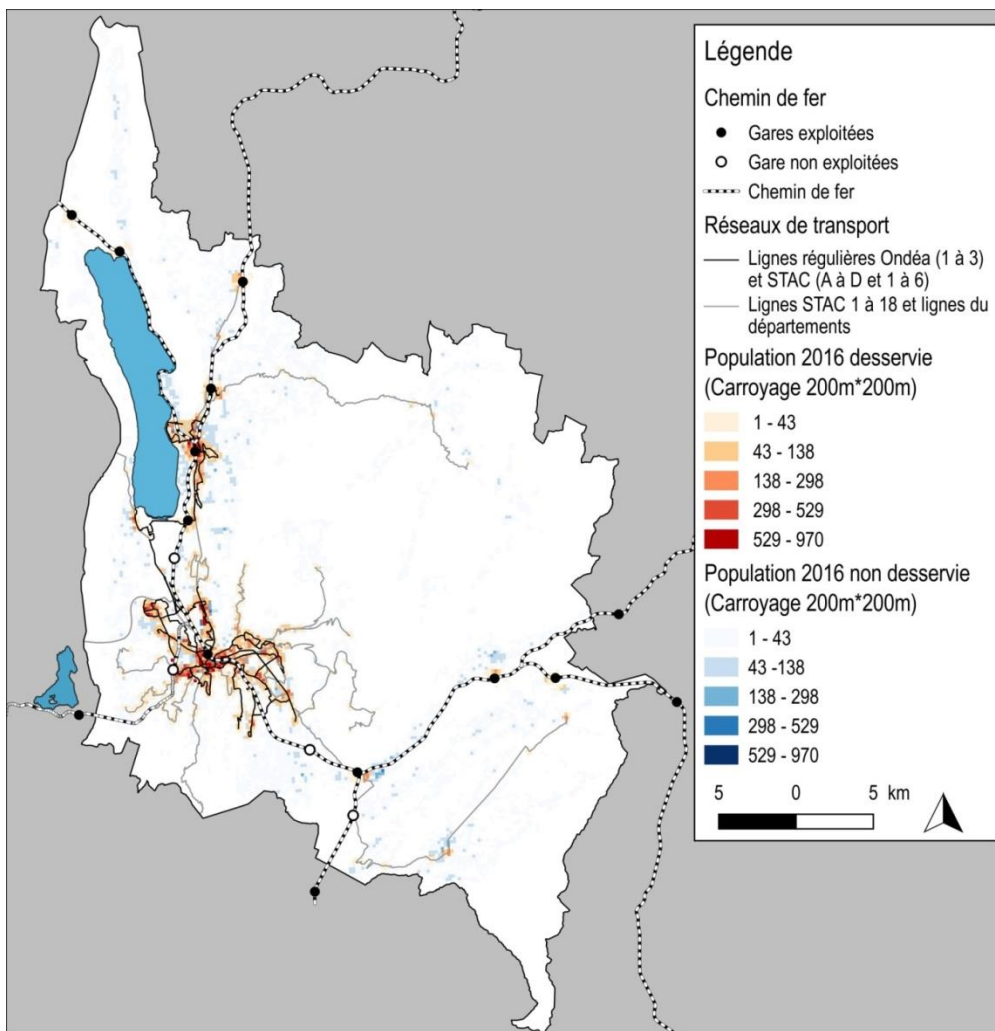 Légende
Chemin de fer
Gares exploitées
Gare non exploitées
Chemin de fer
Réseaux de transport
Lignes régulières Ondéa (1 à 3)
et STAC (A à D et 1 à 6)
Lignes STAC 1 à 18 et lignes du
départements
Population 2016 desservie
(Carroyage 200m*200m)
1 - 43
43 - 138
138 - 298
298 - 529
529 - 970
Population 2016 non desservie
(Carroyage 200m*200m)
1 - 43
43 -138
138 - 298
298 - 529
529 - 970
5 0 5 km